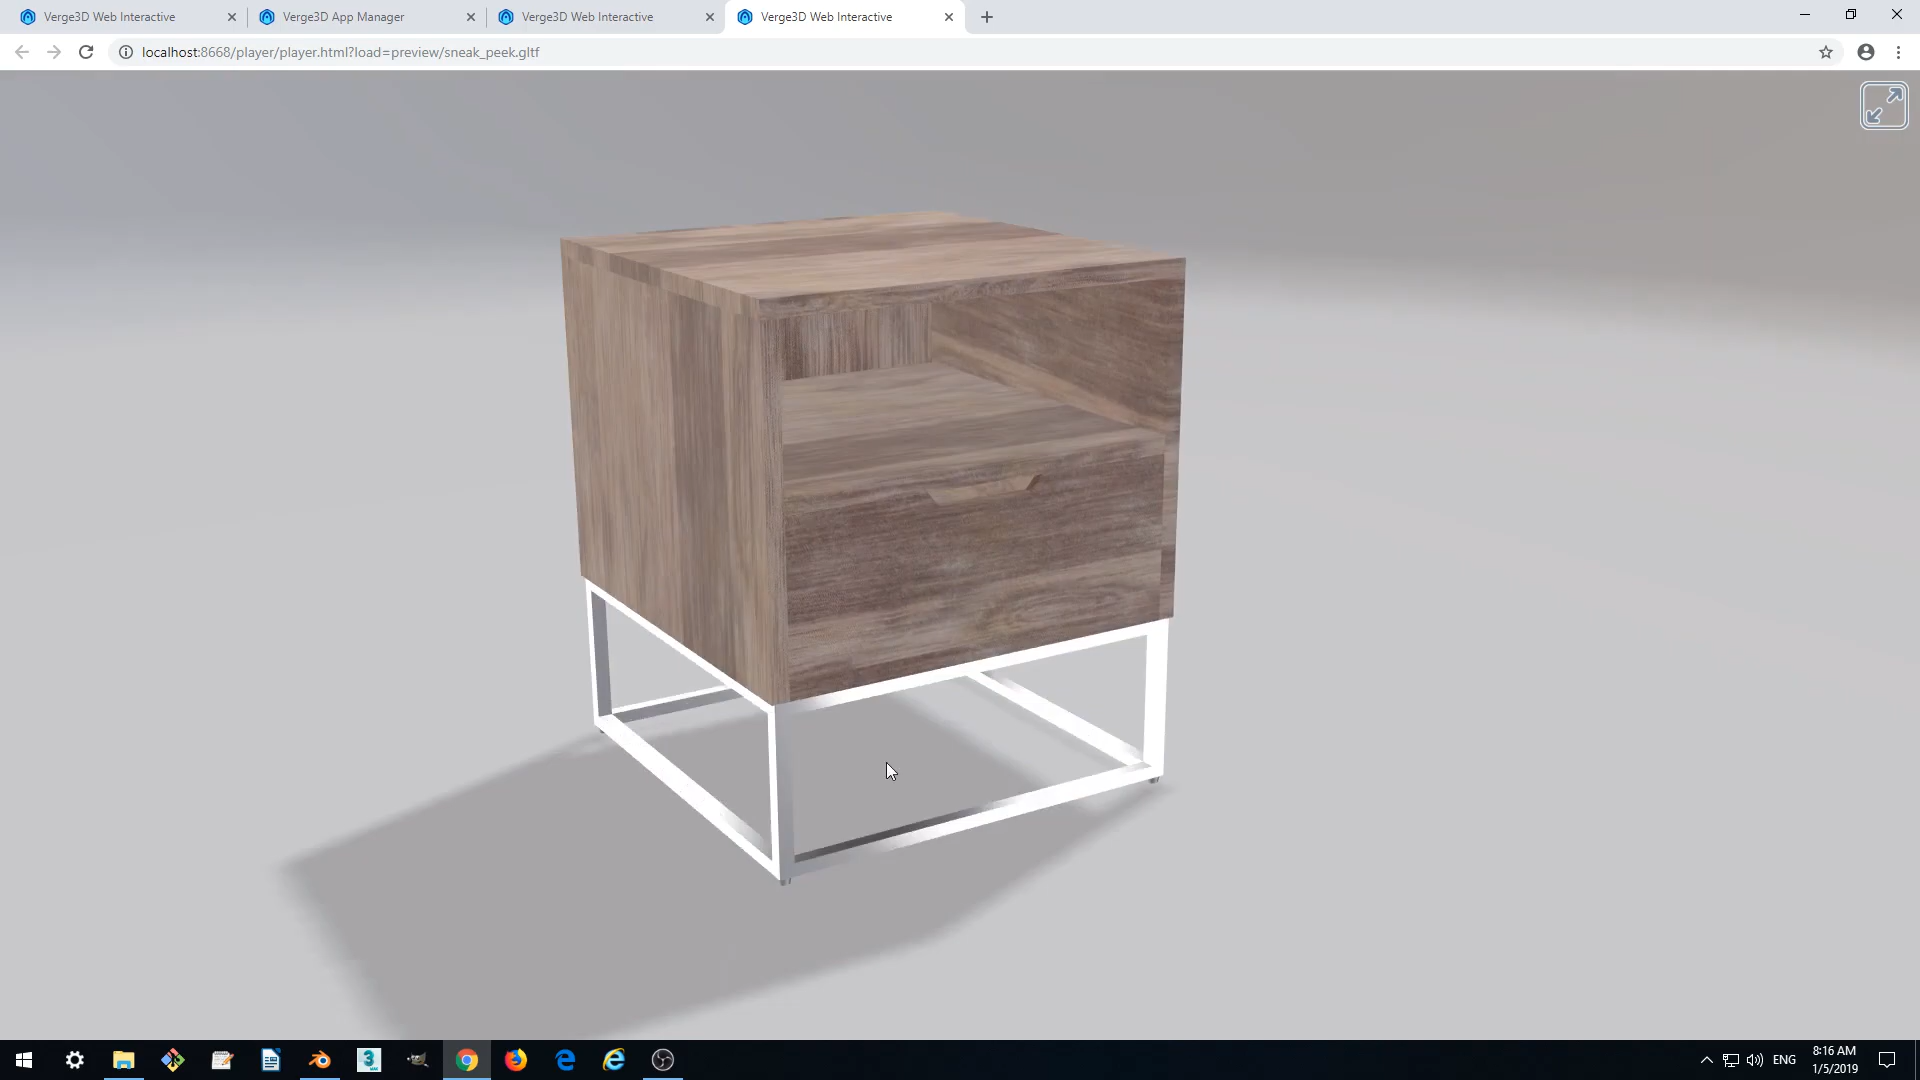 Verge3D Web Interactive
Verge3D App Manager
Verge3D Web Interactive
Verge3D Web Interactive
localhost:8668/player/player.html?load=preview/sneak_peek.gltf
ENG
8:16 AM
1/5/2019